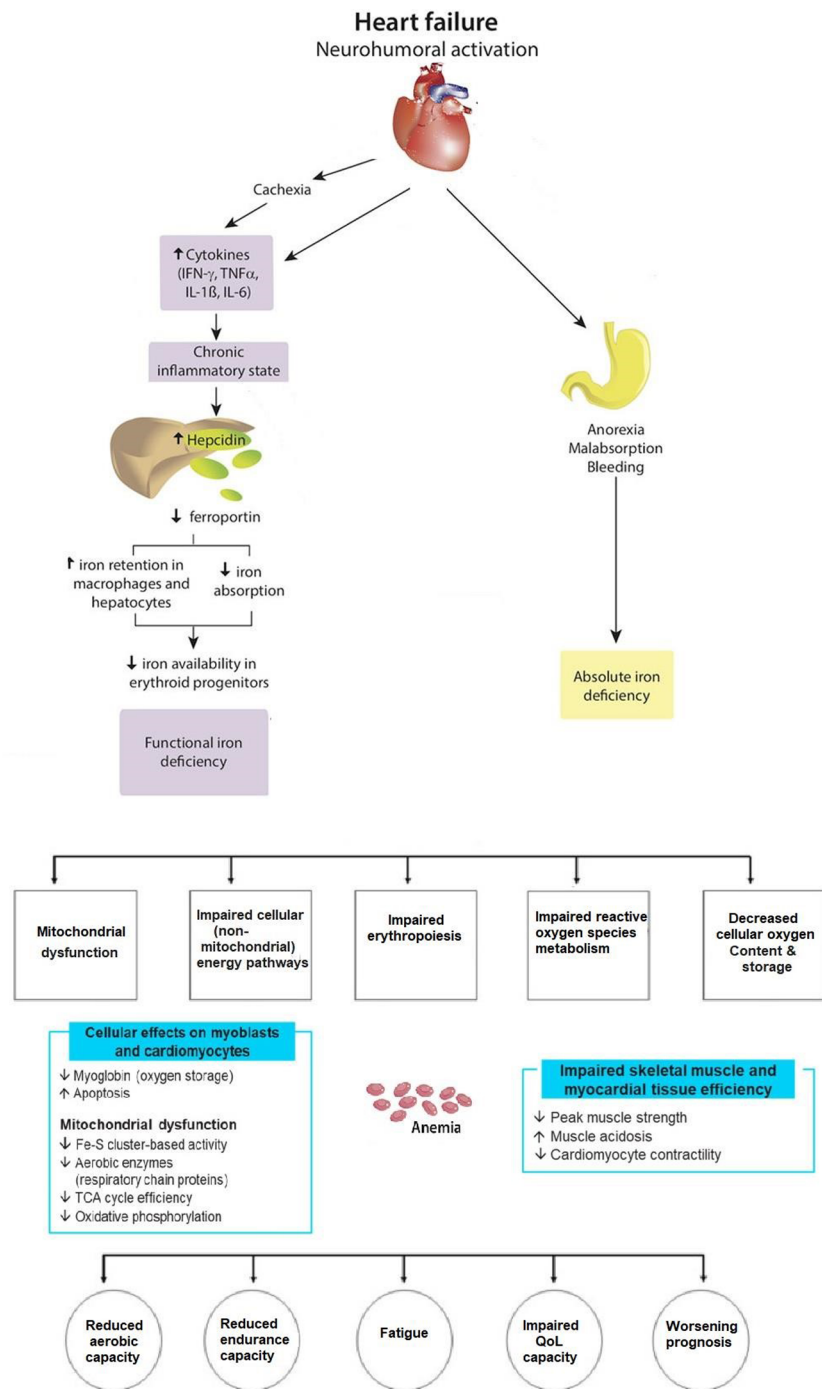 Heart failure
Neurohumoral activation
Cachexia
↑Cytokines
(IFN-γ, TNFα,
IL-1ß, IL-6)
Chronic
inflammatory state
↑ Hepcidin
↓ ferroportin
↑ iron retention in
macrophages and
hepatocytes
↓ iron
absorption
↓ iron availability in
erythroid progenitors
Functional iron
deficiency
Anorexia
Malabsorption
Bleeding
Absolute iron
deficiency
Mitochondrial
dysfunction
Impaired cellular
(non-
mitochondrial)
energy pathways
Impaired
erythropoiesis
Impaired reactive
oxygen species
metabolism
Decreased
cellular oxygen
Content &
storage
Cellular effects on myoblasts
and cardiomyocytes
↓ Myoglobin (oxygen storage)
↑ Apoptosis
Mitochondrial dysfunction
↓ Fe-S cluster-based activity
↓ Aerobic enzymes
(respiratory chain proteins)
↓ TCA cycle efficiency
↓ Oxidative phosphorylation
Anemia
Impaired skeletal muscle and
myocardial tissue efficiency
↓ Peak muscle strength
↑ Muscle acidosis
↓ Cardiomyocyte contractility
Reduced
aerobic
capacity
Reduced
endurance
capacity
Fatigue
Impaired
QoL
capacity
Worsening
prognosis